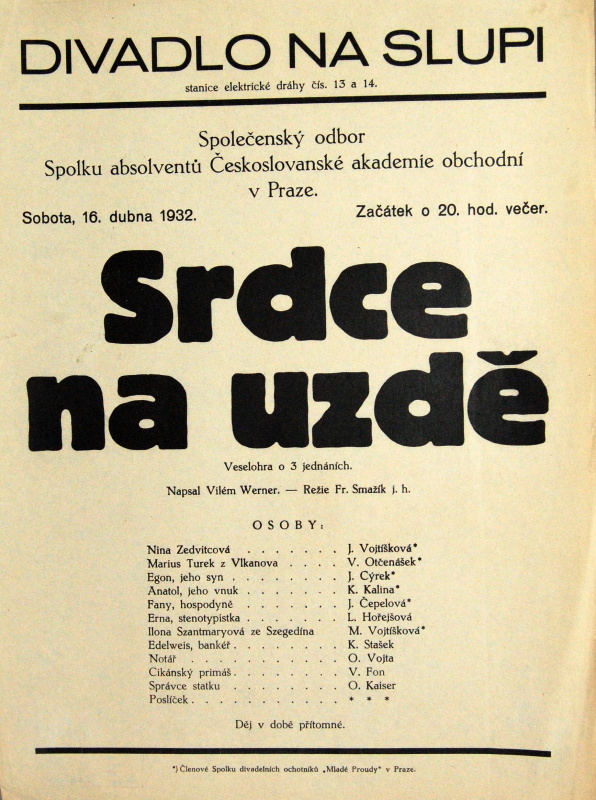 DIVADLO NA SLUPI
stanice elektrické dráhy čís. 13 a 14.
Společenský odbor
Spolku absolventů Českoslovanské akademie obchodní
v Praze.
Sobota, 16. dubna 1932. Začátek o 20. hod. večer.
Srdce
na uzdě
Veselohra o 3 jednáních.
Napsal Vilém Werner. — Režie Fr. Smažík j. h.
OSOBY:
Nina Zedvitcová . . . . . . . J. Vojtíšková*
Marius Turek z Vlkanova . . . . V. Otčenášek*
Egon, jeho syn . . . . . . . . J. Cýrek*
Anatol, jeho vnuk . . . . . . . K. Kalina*
Fany, hospodyně . . . . . . . J. Čepelová*
Erna, stenotypistka . . . . . . . L. Hořejšová
Ilona Szantmaryová ze Szegedína M. Vojtíšková*
Edelweis, bankéř . . . . . . . . K. Stašek
Notář . . . . . . . . . . O. Vojta
Cikánský primáš . . . . . . . . V. Fon
Správce statku . . . . . . . . O. Kaiser
Poslíček . . . . . . . . . . . * * *
Děj v době přítomné.
*) Členové Spolku divadelních ochotníků „Mladé Proudy" v Praze.